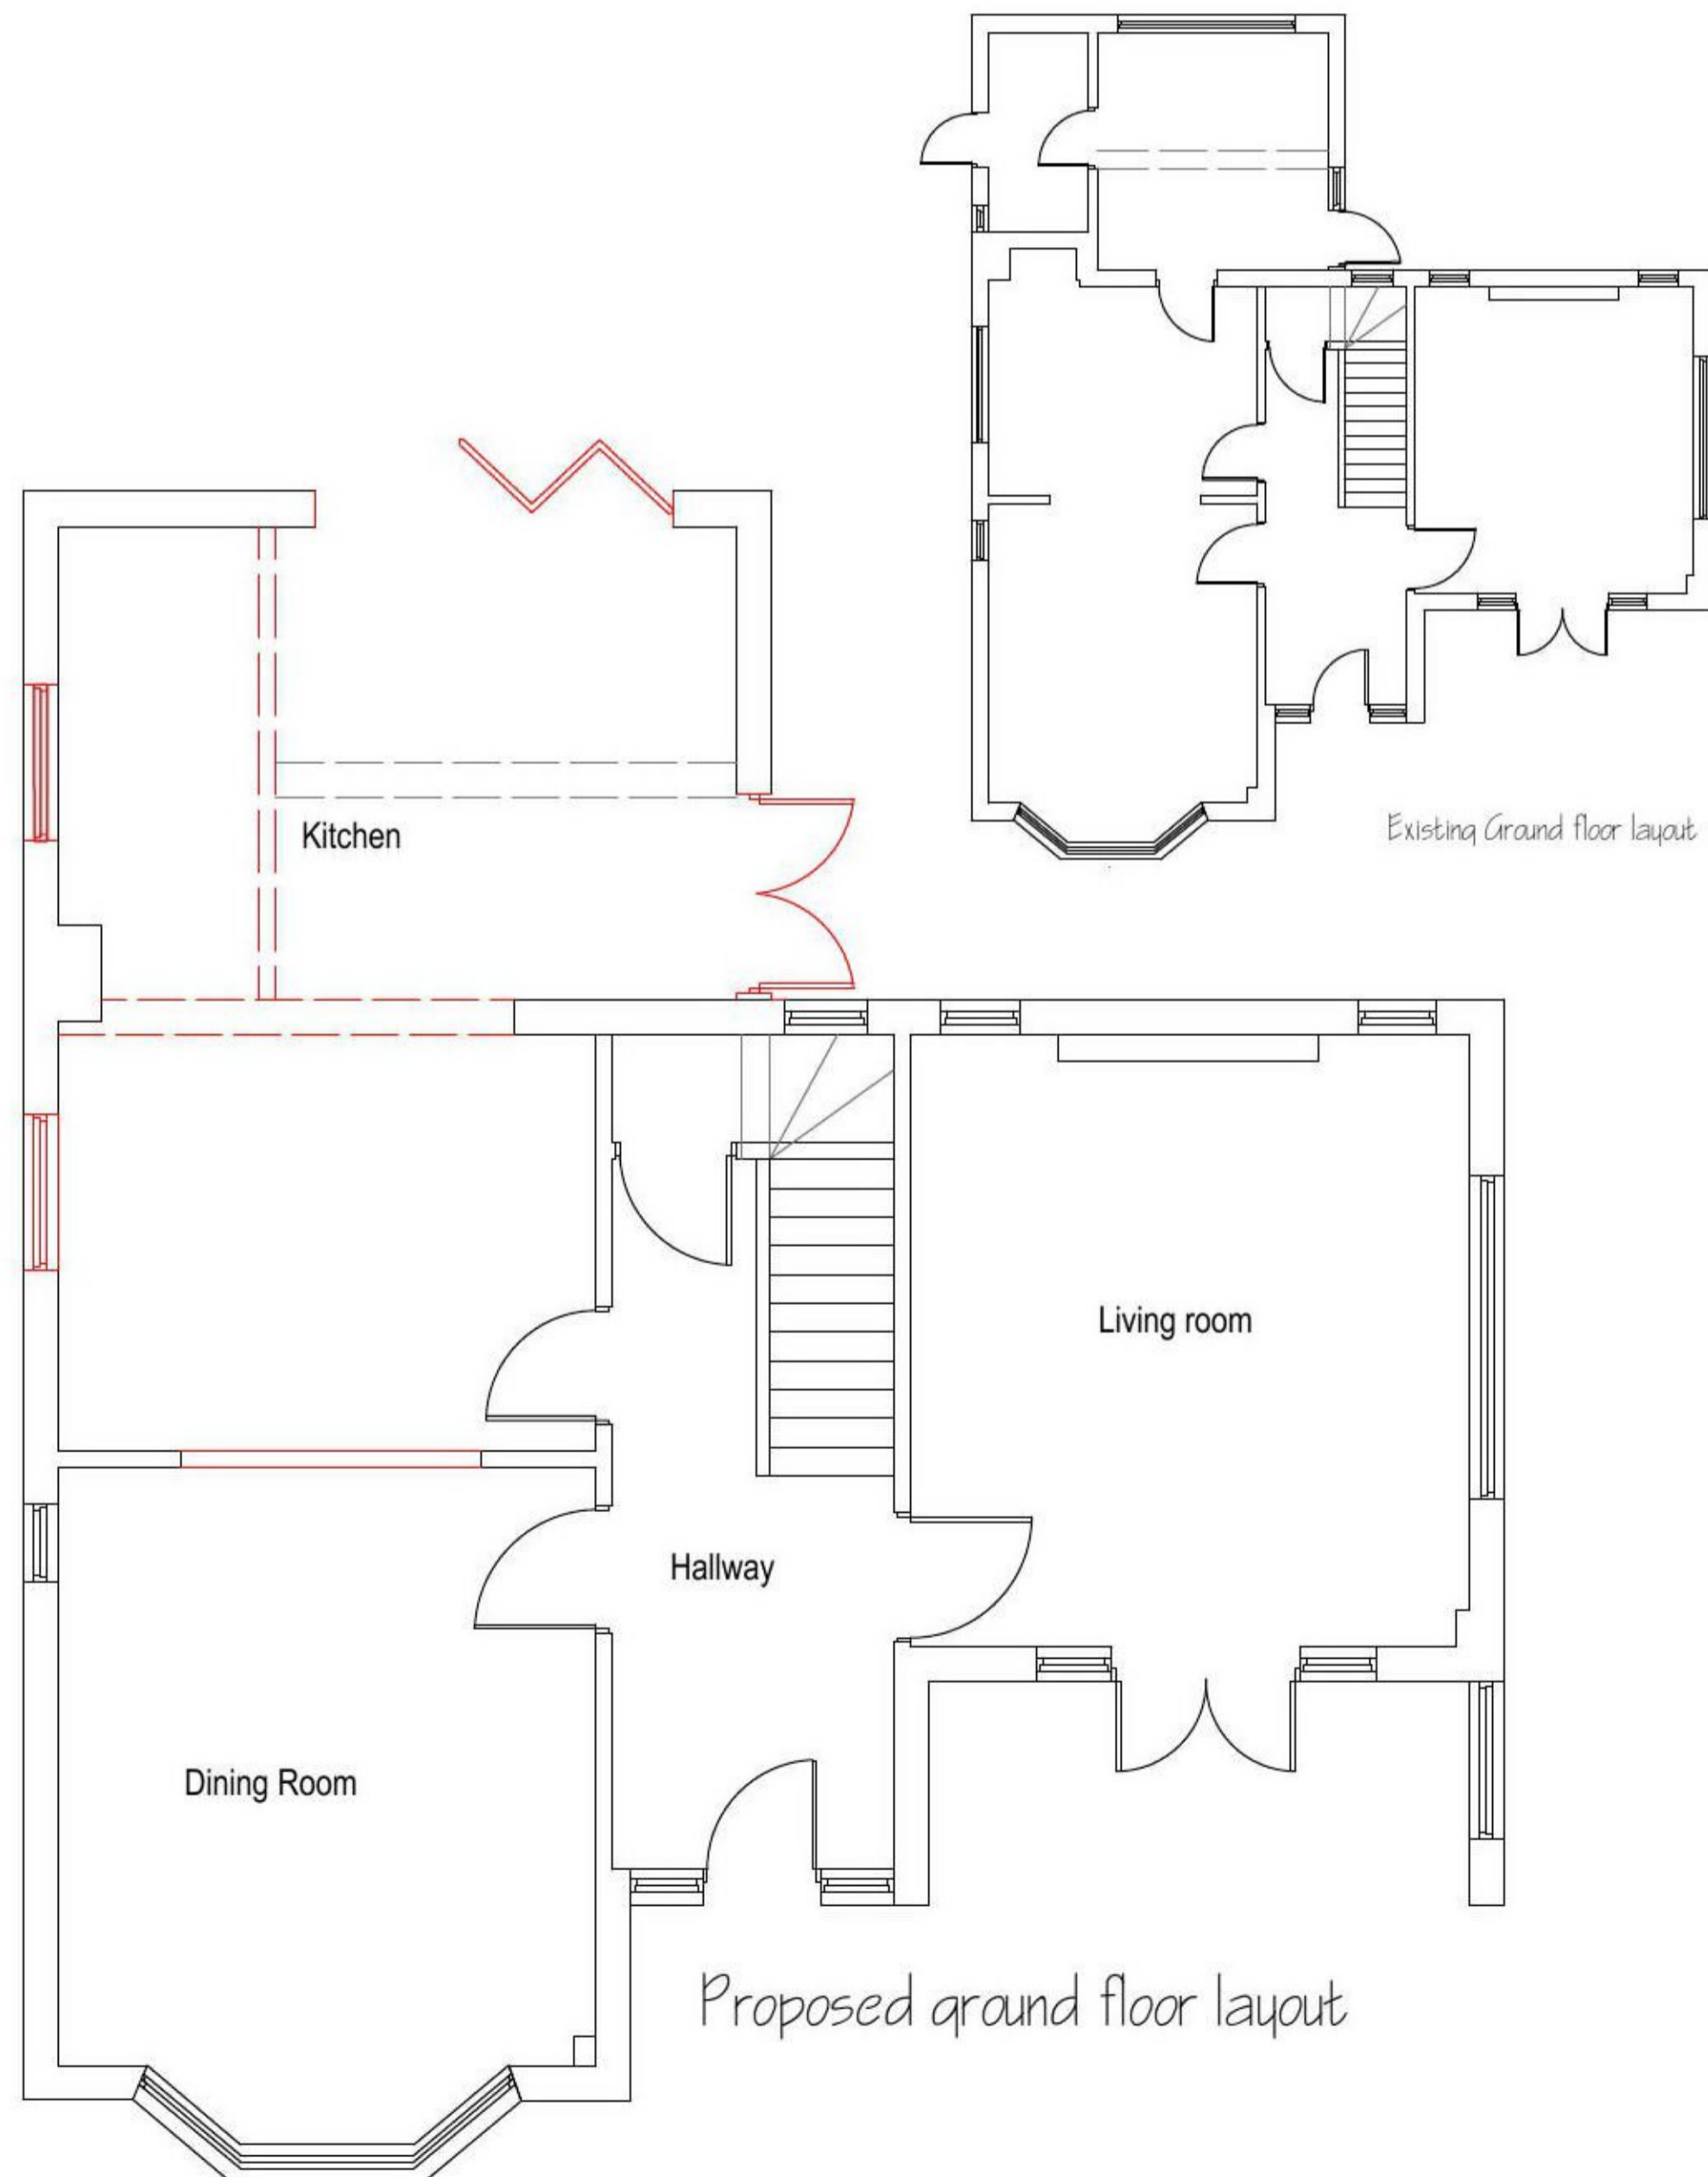 Existing Ground floor layout
Kitchen
Living room
Hallway
Dining Room
Proposed ground floor layout